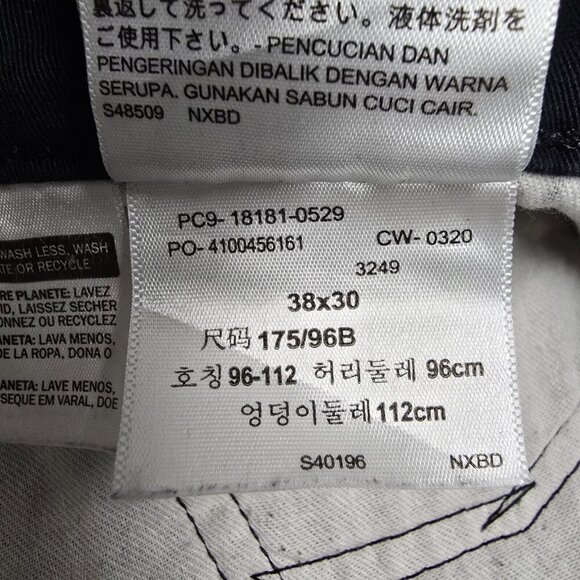 裏返して洗ってください。液体洗剤を
ご使用下さい。- PENCUCIAN DAN
PENGERINGAN DIBALIK DENGAN WARNA
SERUPA. GUNAKAN SABUN CUCI CAIR.
S48509 NXBD
PC9- 18181-0529
PO- 4100456161 CW- 0320
3249
38x30
尺码 175/96B
호칭 96-112 허리둘레 96cm
엉덩이둘레 112cm
S40196 NXBD
WASH LESS, WASH
OR RECYCLE
PLANETE: LAVEZ
LAISSEZ SECHER
OU RECYCLEZ
LAVA MENOS,
DE LA ROPA, DONA O
LAVE MENOS,
SEQUE EM VARAL, DOE